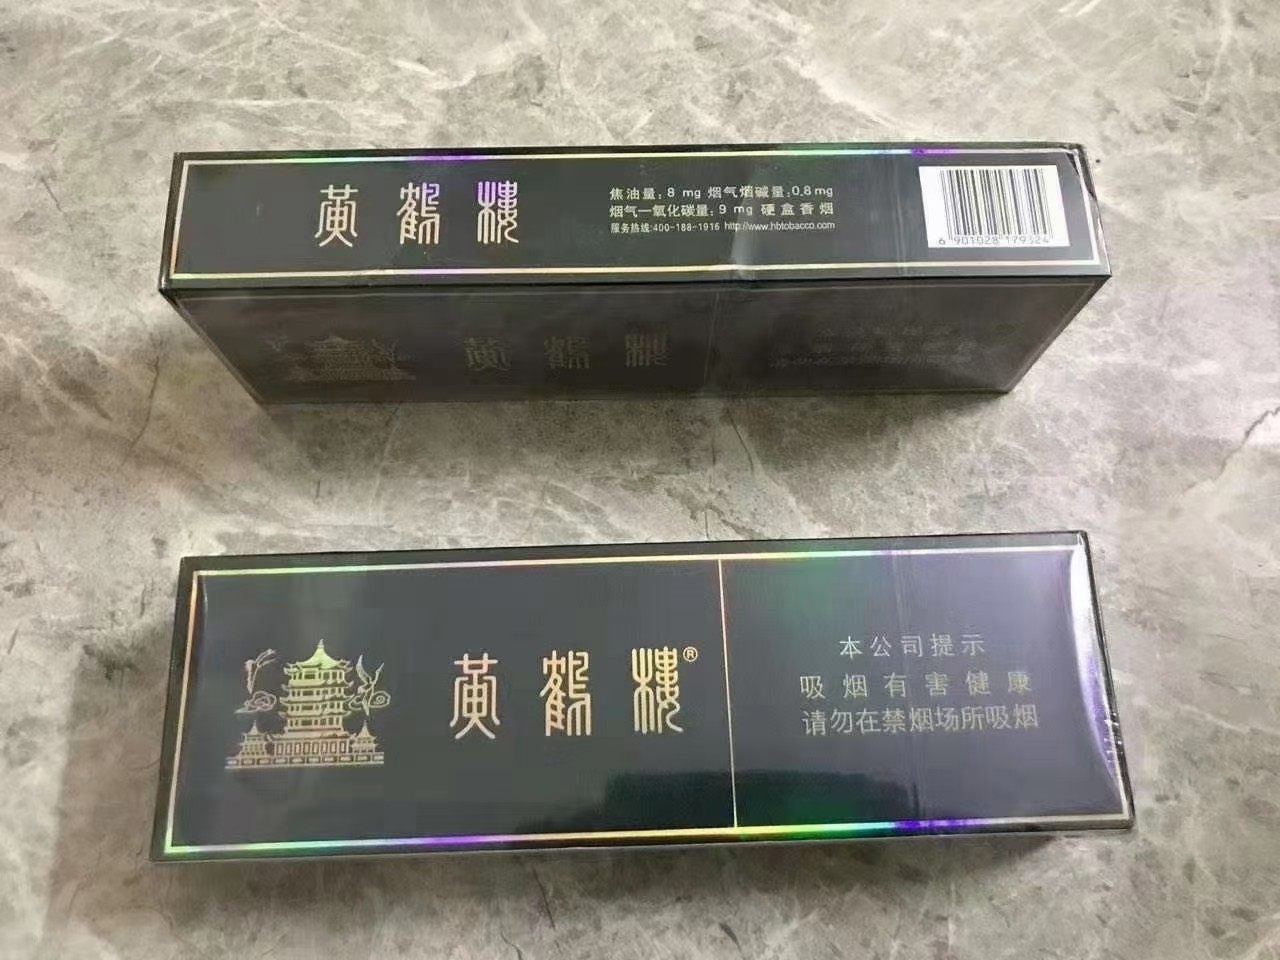 黄鹤楼
焦油量：8 mg 烟气烟碱量：0.8mg
烟气一氧化碳量：9 mg 硬盒香烟
服务热线:400-188-1916 http://www.hbtobacco.com
6 901028 179324
黄鹤楼
黄鹤楼®
本公司提示
吸烟有害健康
请勿在禁烟场所吸烟